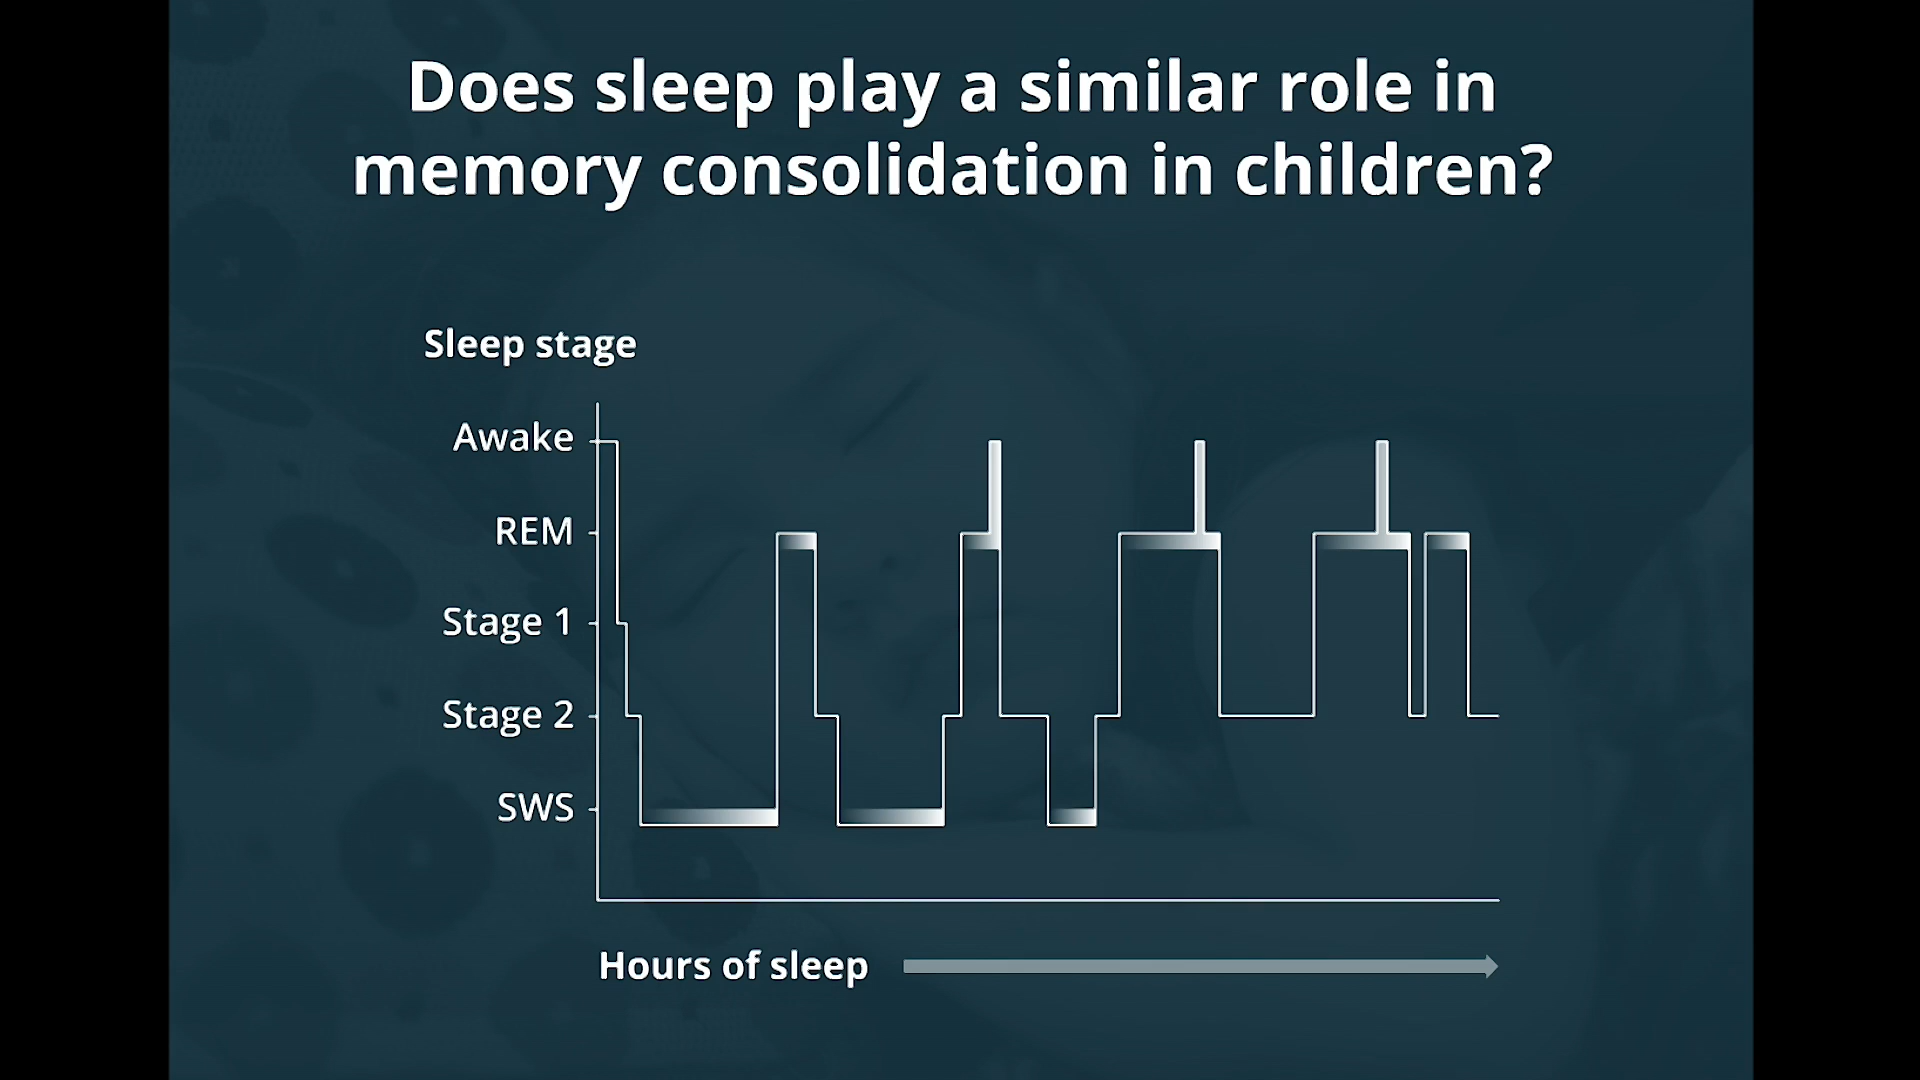 Does sleep play a similar role in
memory consolidation in children?
Sleep stage
Awake
REM
Stage 1
Stage 2
SWS
Hours of sleep